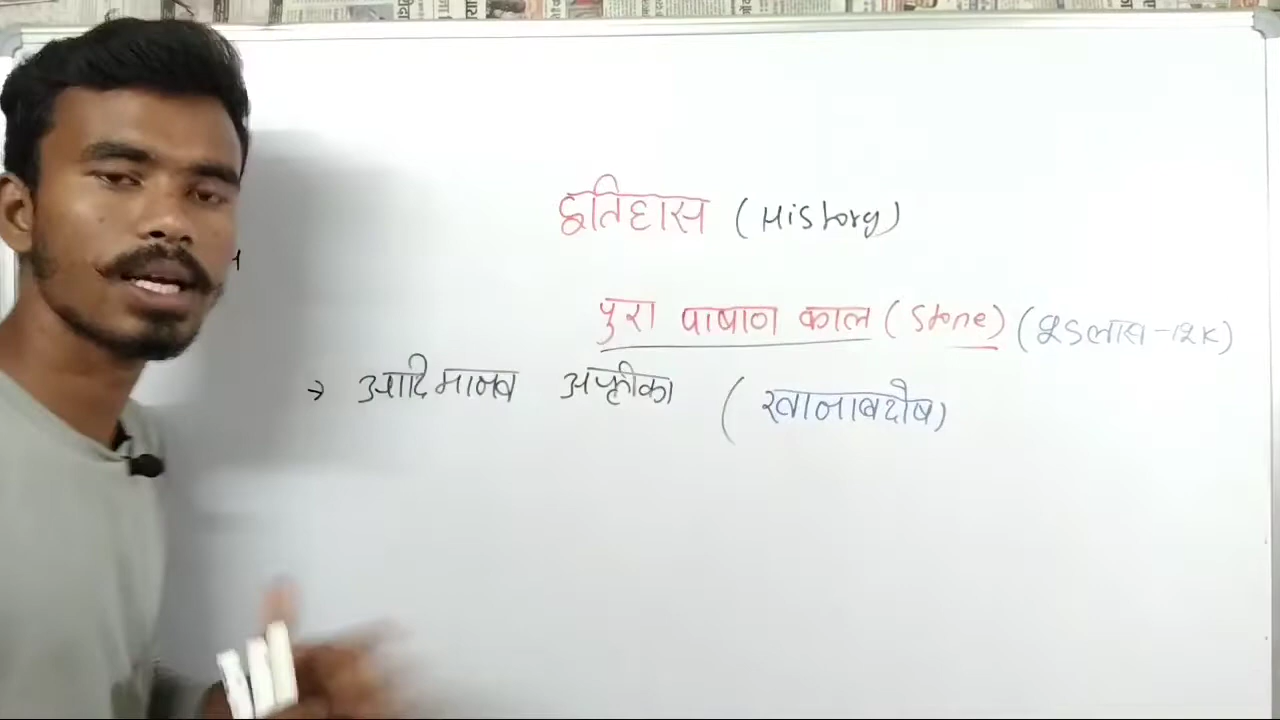 इतिहास (History)
पुरा पाषाण काल (Stone) (25लास-12K)
→ आदिमानव अफ्रीका (खानाबदोष)